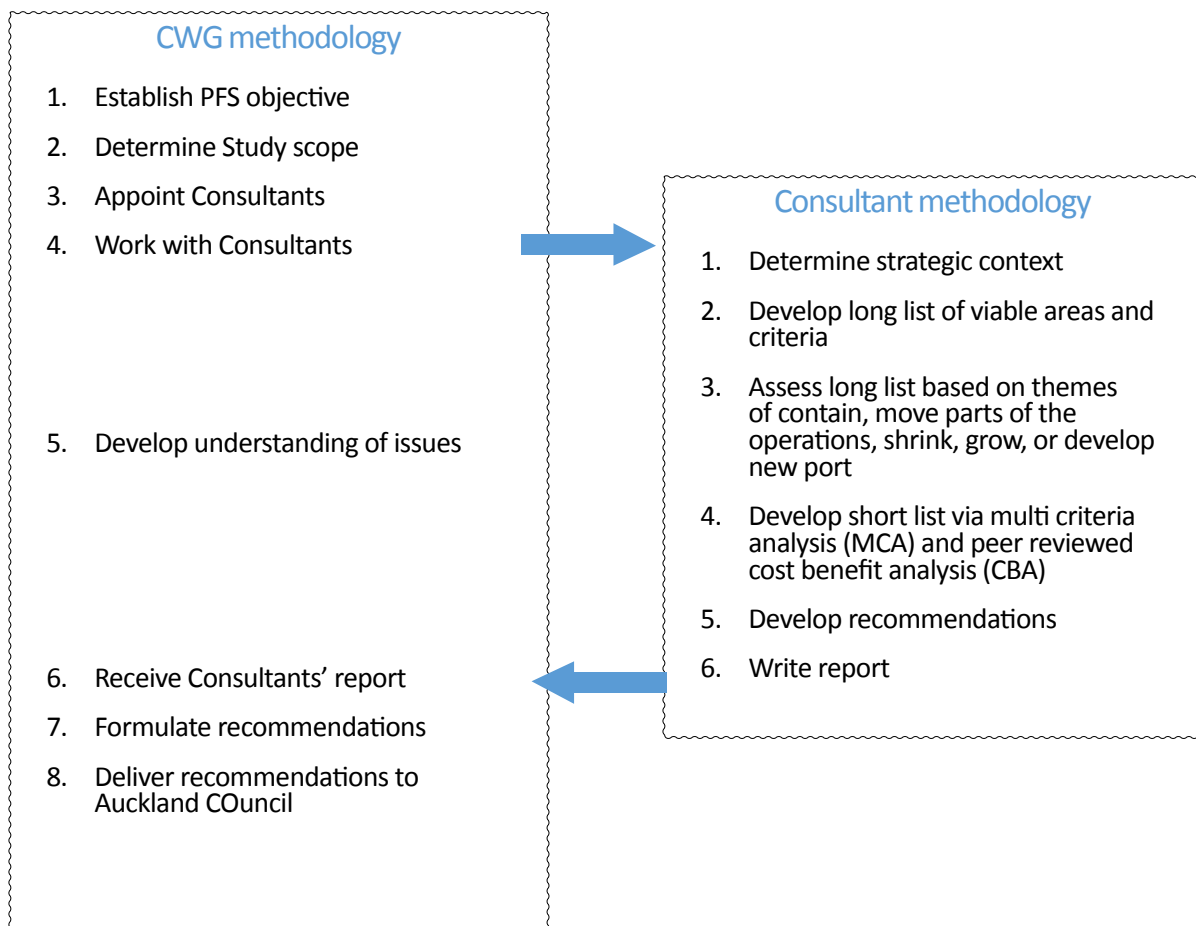 CWG methodology
1. Establish PFS objective
2. Determine Study scope
3. Appoint Consultants
4. Work with Consultants
5. Develop understanding of issues
6. Receive Consultants’ report
7. Formulate recommendations
8. Deliver recommendations to
Auckland COuncil
Consultant methodology
1. Determine strategic context
2. Develop long list of viable areas and
criteria
3. Assess long list based on themes
of contain, move parts of the
operations, shrink, grow, or develop
new port
4. Develop short list via multi criteria
analysis (MCA) and peer reviewed
cost benefit analysis (CBA)
5. Develop recommendations
6. Write report